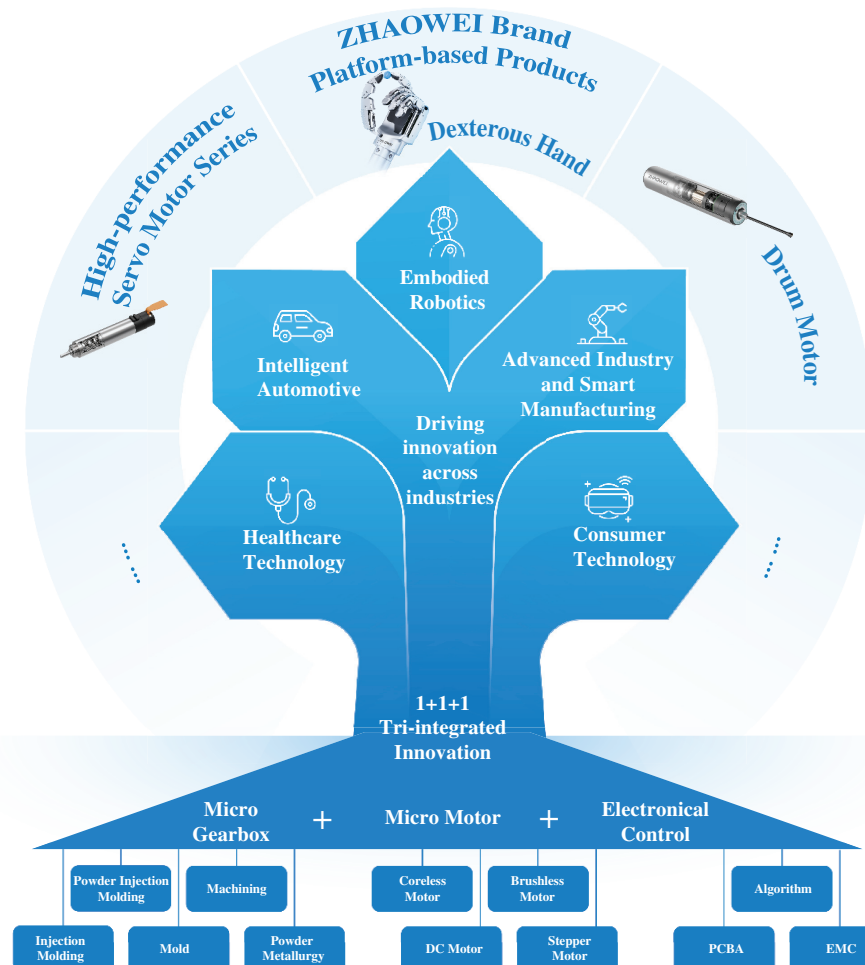 ZHAOWEI Brand
Platform-based Products
Dexterous Hand
High-performance
Servo Motor Series
ZHAOWEI
Drum Motor
Embodied
Robotics
Intelligent
Automotive
Advanced Industry
and Smart
Manufacturing
Driving
innovation
across
industries
Healthcare
Technology
Consumer
Technology
1+1+1
Tri-integrated
Innovation
Micro
Gearbox
+
Micro Motor
+
Electronical
Control
Powder Injection
Molding
Machining
Coreless
Motor
Brushless
Motor
Algorithm
Injection
Molding
Mold
Powder
Metallurgy
DC Motor
Stepper
Motor
PCBA
EMC